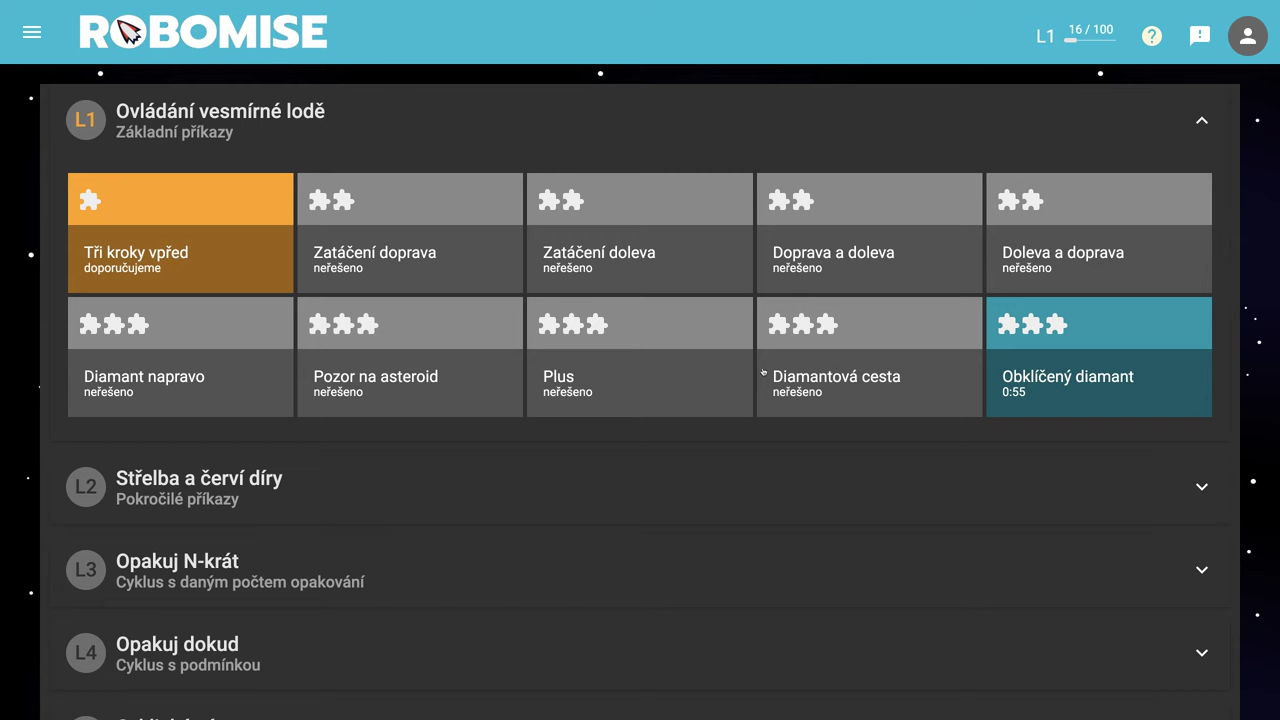 ROBOMISE
L1 16 / 100
L1 Ovládání vesmírné lodě
Základní příkazy
Tři kroky vpřed
doporučujeme
Zatáčení doprava
neřešeno
Zatáčení doleva
neřešeno
Doprava a doleva
neřešeno
Doleva a doprava
neřešeno
Diamant napravo
neřešeno
Pozor na asteroid
neřešeno
Plus
neřešeno
Diamantová cesta
neřešeno
Obklíčený diamant
0:55
L2 Střelba a červí díry
Pokročilé příkazy
L3 Opakuj N-krát
Cyklus s daným počtem opakování
L4 Opakuj dokud
Cyklus s podmínkou